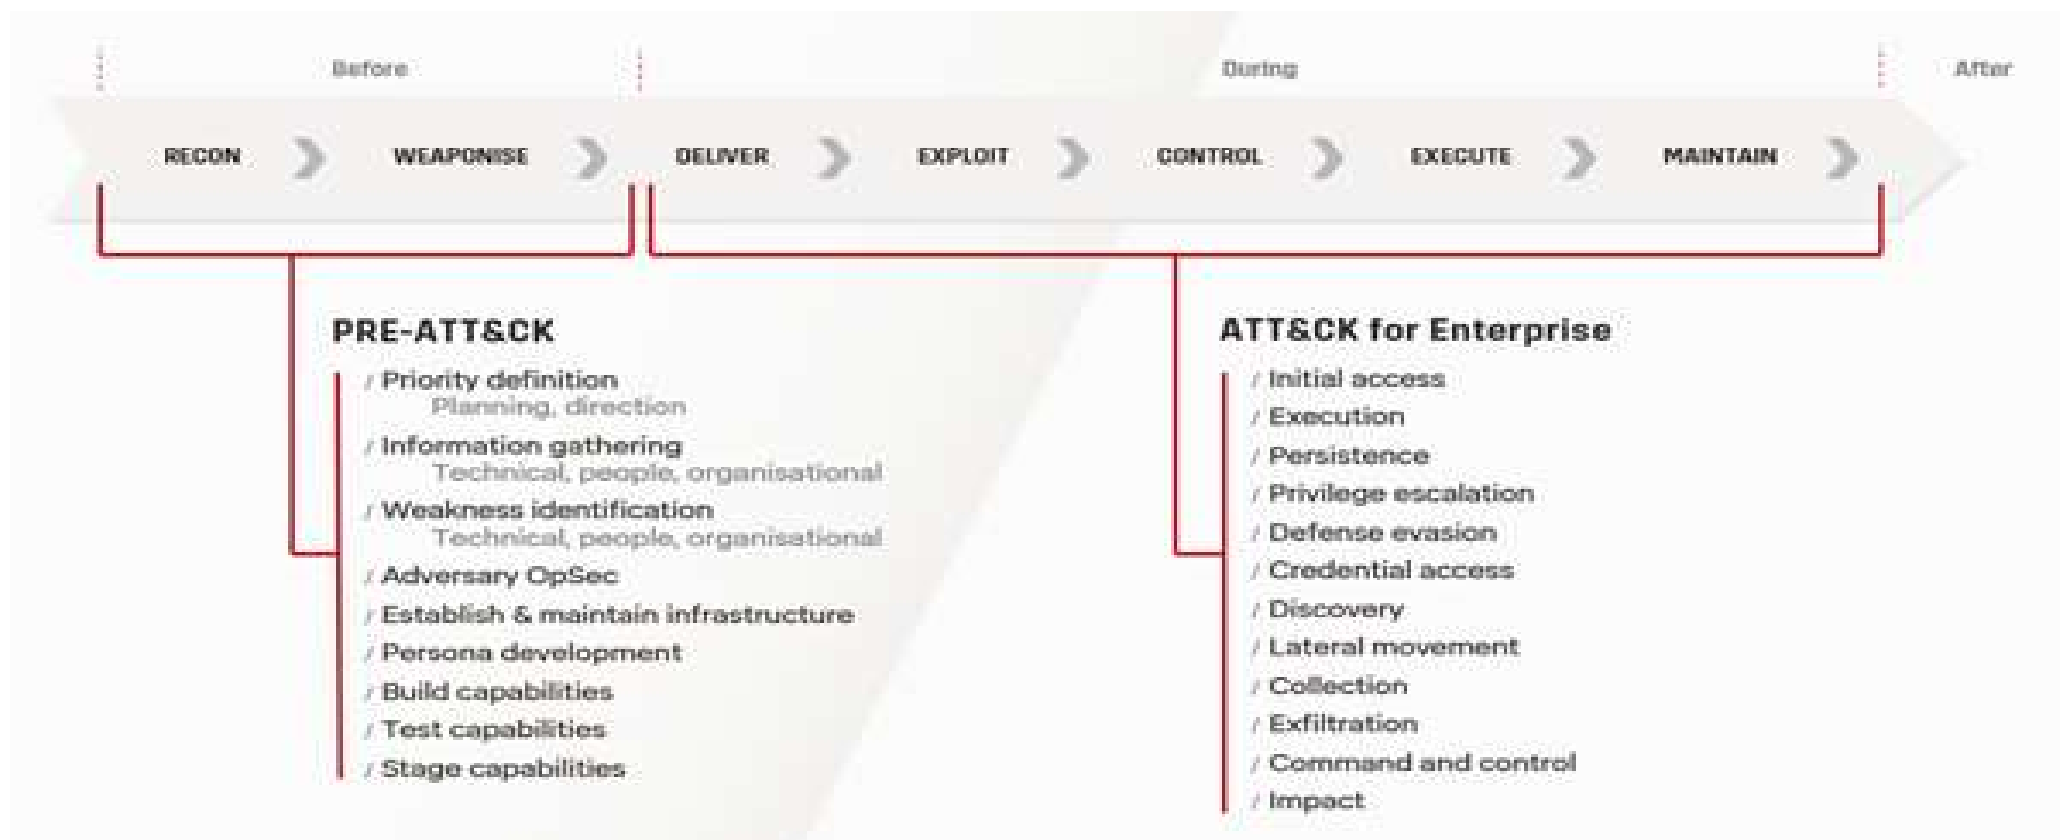 Before
During
After
RECON
WEAPONISE
DELIVER
EXPLOIT
CONTROL
EXECUTE
MAINTAIN
PRE-ATT&CK
/ Priority definition
Planning, direction
/ Information gathering
Technical, people, organisational
/ Weakness identification
Technical, people, organisational
/ Adversary OpSec
/ Establish & maintain infrastructure
/ Persona development
/ Build capabilities
/ Test capabilities
/ Stage capabilities
ATT&CK for Enterprise
/ Initial access
/ Execution
/ Persistence
/ Privilege escalation
/ Defense evasion
/ Credential access
/ Discovery
/ Lateral movement
/ Collection
/ Exfiltration
/ Command and control
/ Impact